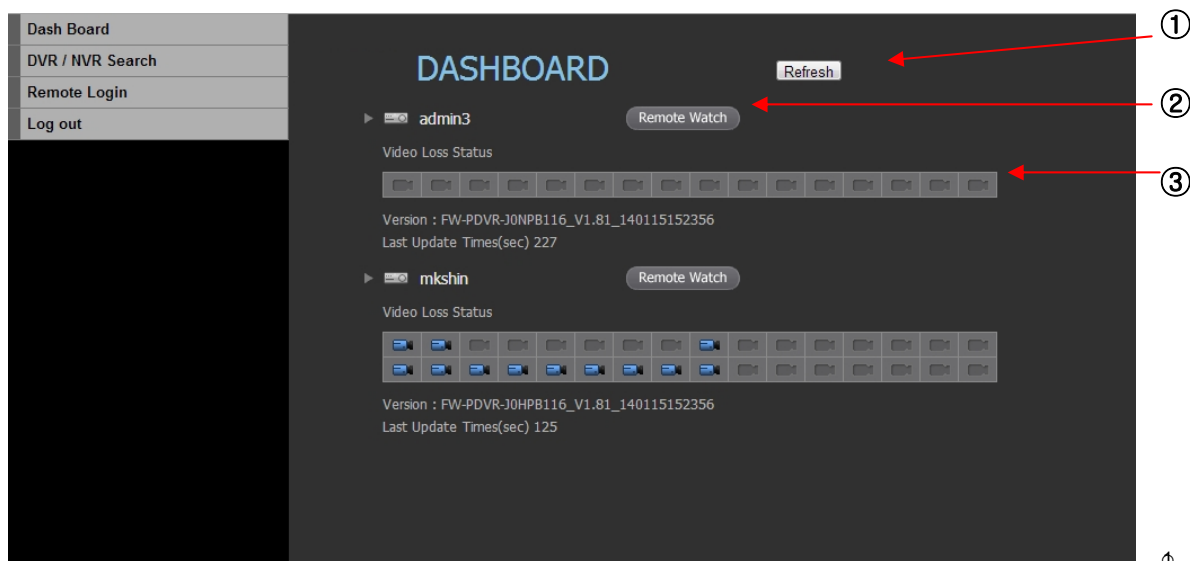 Dash Board
DVR / NVR Search
Remote Login
Log out
DASHBOARD
Refresh
①
admin3
Remote Watch
②
Video Loss Status
③
Version : FW-PDVR-J0NPB116_V1.81_140115152356
Last Update Times(sec) 227
mkshin
Remote Watch
Video Loss Status
Version : FW-PDVR-J0HPB116_V1.81_140115152356
Last Update Times(sec) 125